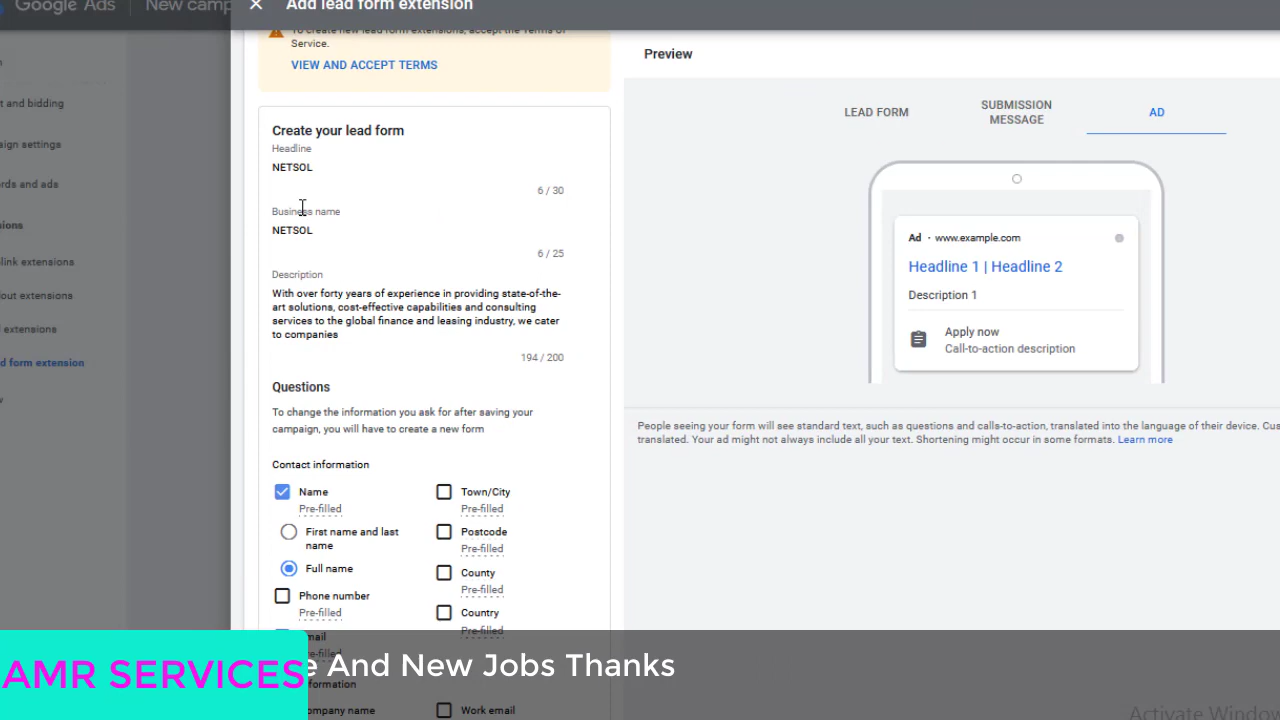 Google Ads
New camp
Add lead form extension
To create new lead form extensions, accept the Terms of
Service.
VIEW AND ACCEPT TERMS
t and bidding
ign settings
rds and ads
sions
link extensions
out extensions
l extensions
d form extension
Create your lead form
Headline
NETSOL
6 / 30
Business name
NETSOL
6 / 25
Description
With over forty years of experience in providing state-of-the-
art solutions, cost-effective capabilities and consulting
services to the global finance and leasing industry, we cater
to companies
194 / 200
Questions
To change the information you ask for after saving your
campaign, you will have to create a new form
Contact information
Name
Pre-filled
First name and last
name
Full name
Phone number
Pre-filled
mail
Town/City
Pre-filled
Postcode
Pre-filled
County
Pre-filled
Country
Pre-filled
formation
ompany name
Work email
Preview
LEAD FORM
SUBMISSION
MESSAGE
AD
Ad · www.example.com
Headline 1 | Headline 2
Description 1
Apply now
Call-to-action description
People seeing your form will see standard text, such as questions and calls-to-action, translated into the language of their device. Cus
translated. Your ad might not always include all your text. Shortening might occur in some formats. Learn more
AMR SERVICES
e And New Jobs Thanks
Activate Window